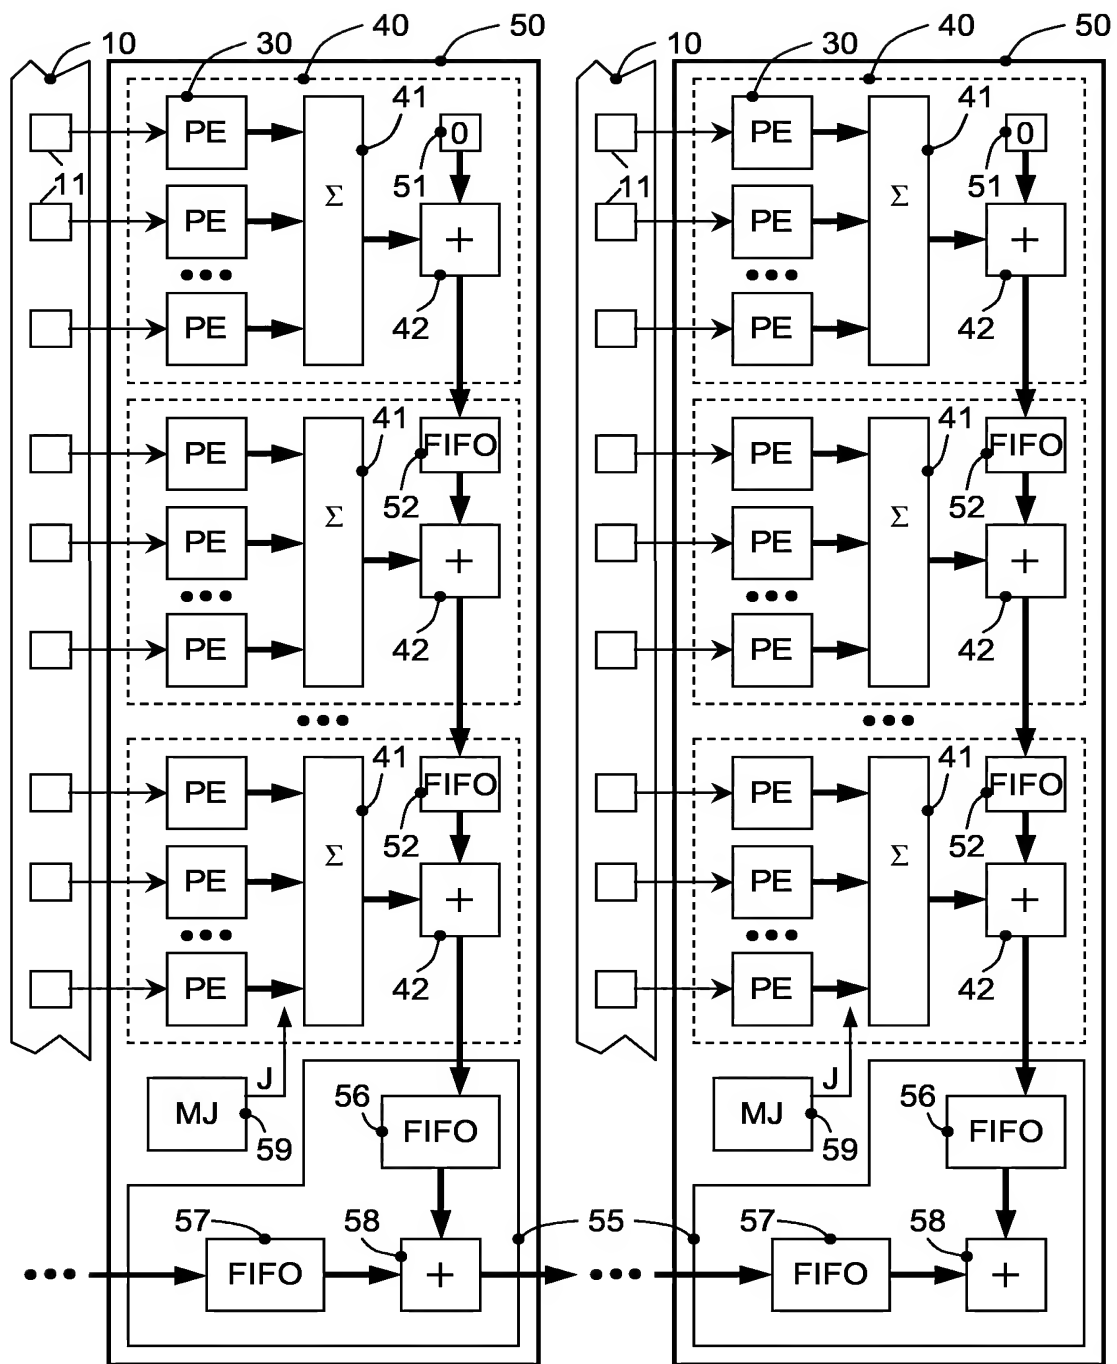 10 30 40 50 10 30 40 50
PE 41 0 PE 41 0
11 51 11 51
PE Σ + PE Σ +
●●● ●●●
42 42
PE PE
PE 41 FIFO PE 41 FIFO
52 52
PE Σ + PE Σ +
●●● ●●●
42 42
PE PE
●●● ●●●
41 41
PE FIFO PE FIFO
52 52
PE Σ + PE Σ +
●●● ●●●
PE 42 PE 42
J J
MJ 56 MJ 56
59 FIFO 59 FIFO
57 58 55 57 58
●●● FIFO + ●●● FIFO +